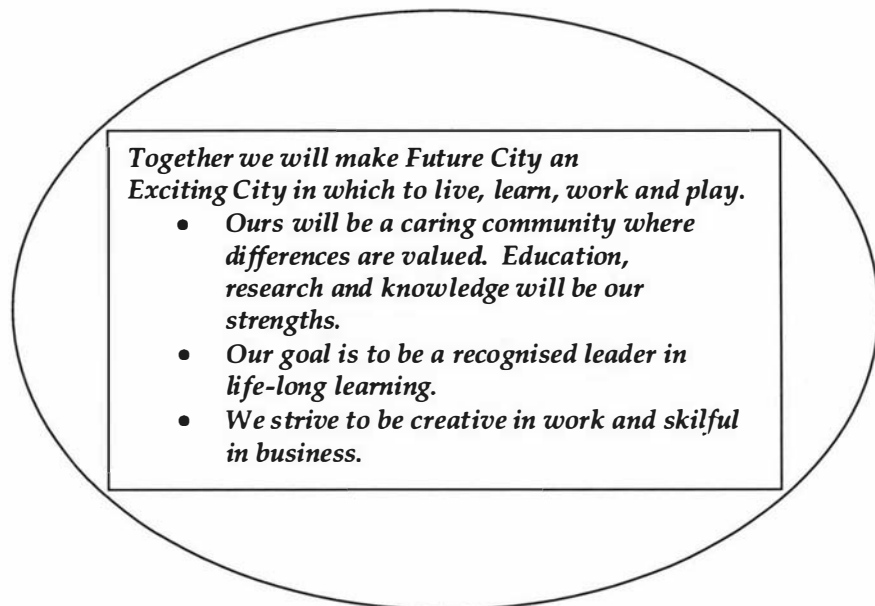 Together we will make Future City an
Exciting City in which to live, learn, work and play.
• Ours will be a caring community where
differences are valued. Education,
research and knowledge will be our
strengths.
• Our goal is to be a recognised leader in
life-long learning.
• We strive to be creative in work and skilful
in business.